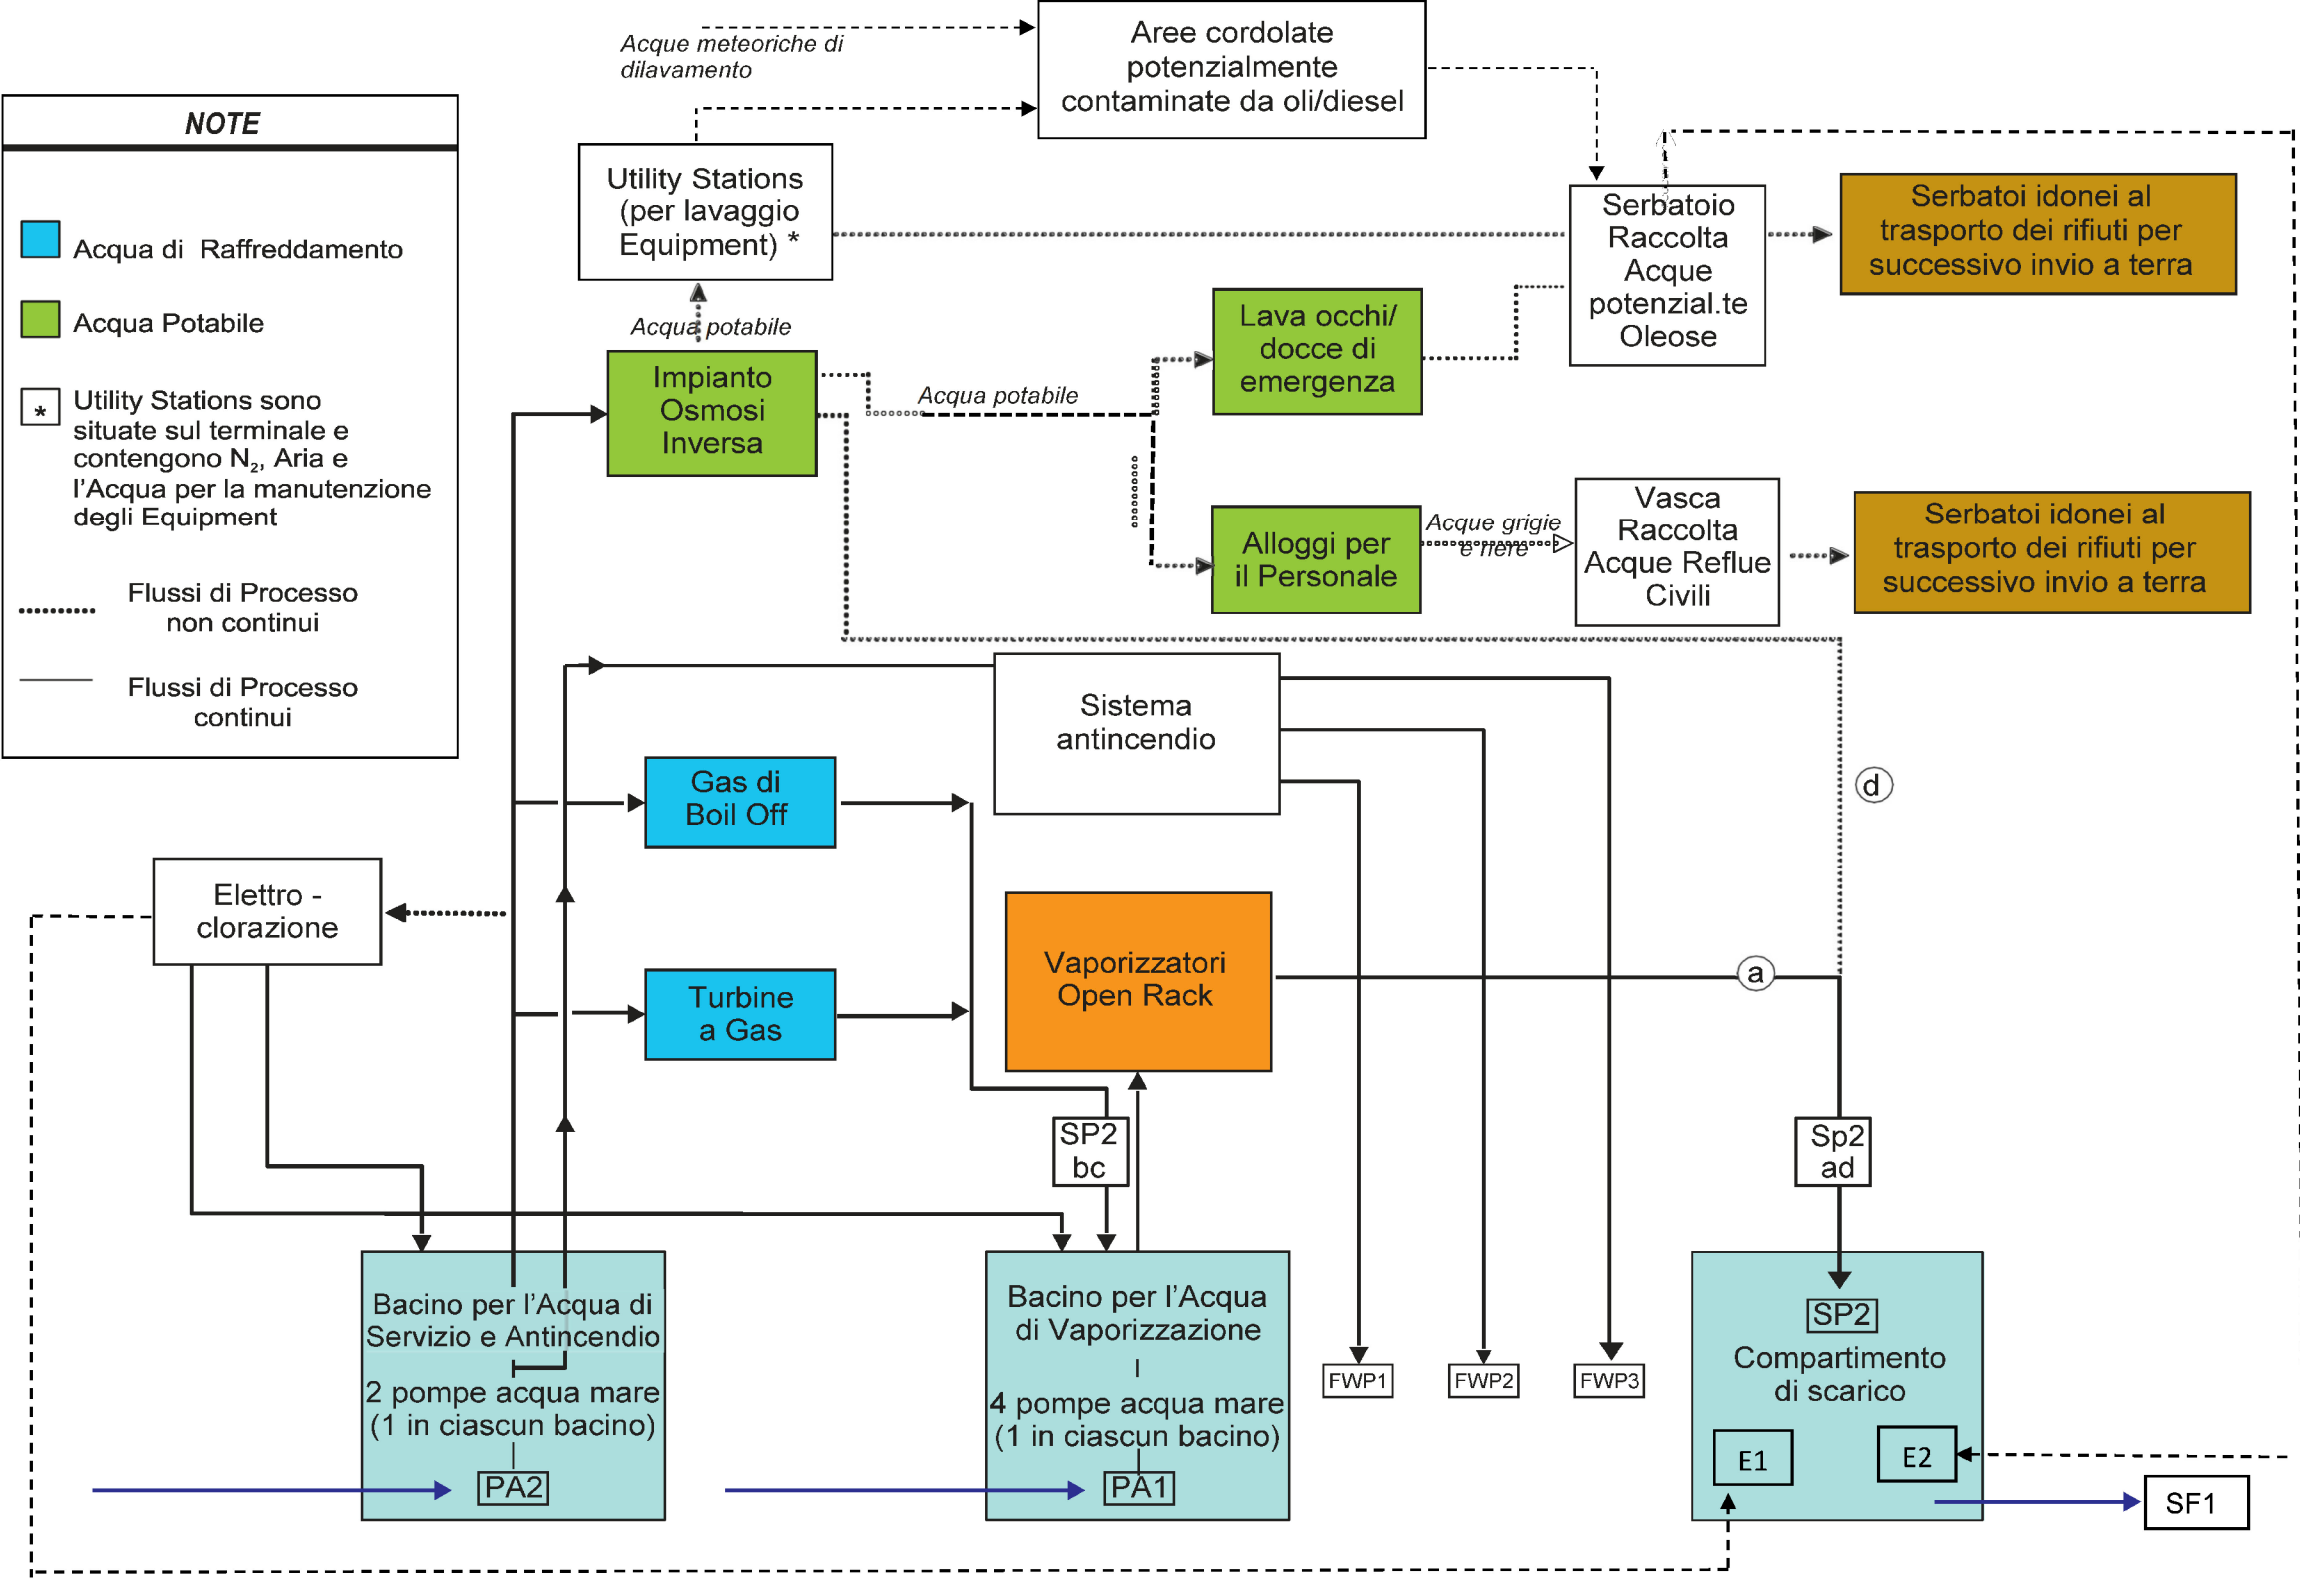 Acque meteoriche di
dilavamento
Aree cordolate
potenzialmente
contaminate da oli/diesel
NOTE
Acqua di Raffreddamento
Acqua Potabile
* Utility Stations sono
situate sul terminale e
contengono N₂, Aria e
l'Acqua per la manutenzione
degli Equipment
Flussi di Processo
non continui
Flussi di Processo
continui
Utility Stations
(per lavaggio
Equipment) *
Serbatoio
Raccolta
Acque
potenzial.te
Oleose
Serbatoi idonei al
trasporto dei rifiuti per
successivo invio a terra
Acqua potabile
Impianto
Osmosi
Inversa
Acqua potabile
Lava occhi/
docce di
emergenza
Alloggi per
il Personale
Acque grigie
e nere
Vasca
Raccolta
Acque Reflue
Civili
Serbatoi idonei al
trasporto dei rifiuti per
successivo invio a terra
Sistema
antincendio
Gas di
Boil Off
d
Elettro -
clorazione
Vaporizzatori
Open Rack
a
Turbine
a Gas
SP2
bc
Sp2
ad
Bacino per l'Acqua di
Servizio e Antincendio
2 pompe acqua mare
(1 in ciascun bacino)
PA2
Bacino per l'Acqua
di Vaporizzazione
4 pompe acqua mare
(1 in ciascun bacino)
PA1
FWP1
FWP2
FWP3
SP2
Compartimento
di scarico
E1
E2
SF1